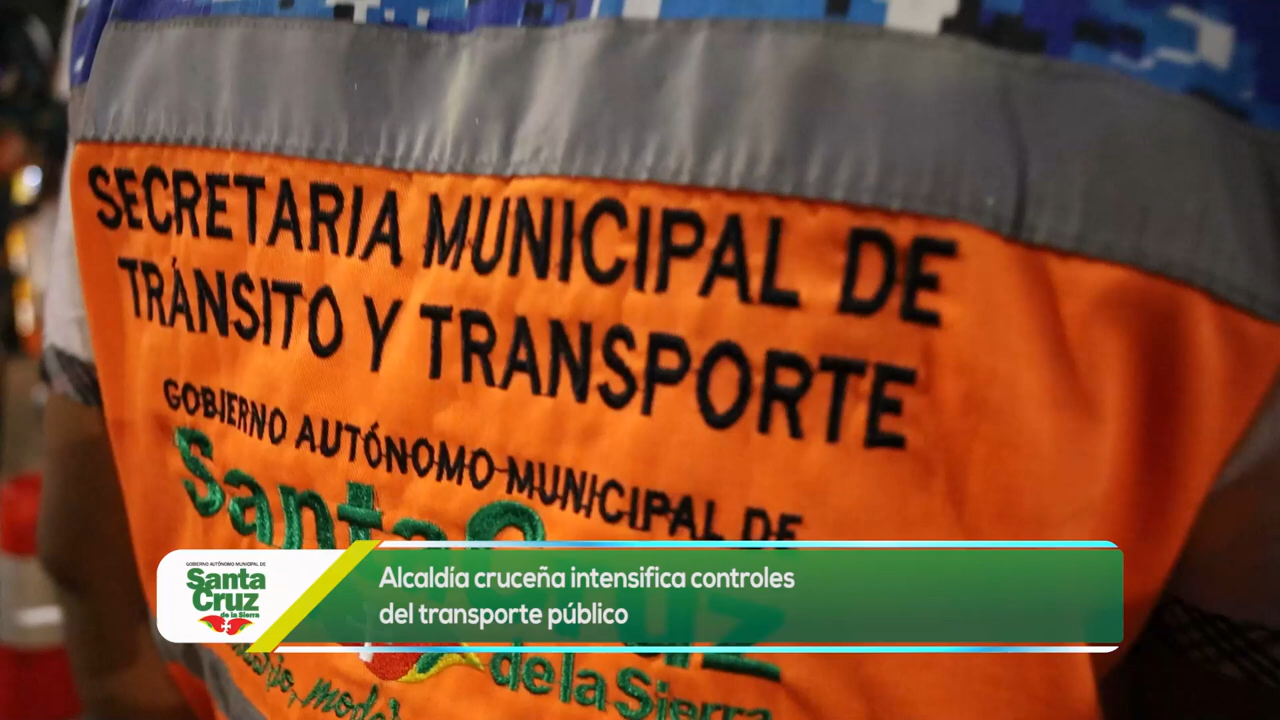 SECRETARIA MUNICIPAL DE
TRÁNSITO Y TRANSPORTE
GOBIERNO AUTÓNOMO MUNICIPAL DE
Santa Cruz
de la Sierra
GOBIERNO AUTÓNOMO MUNICIPAL DE
Santa
Cruz
de la Sierra
Alcaldía cruceña intensifica controles
del transporte público